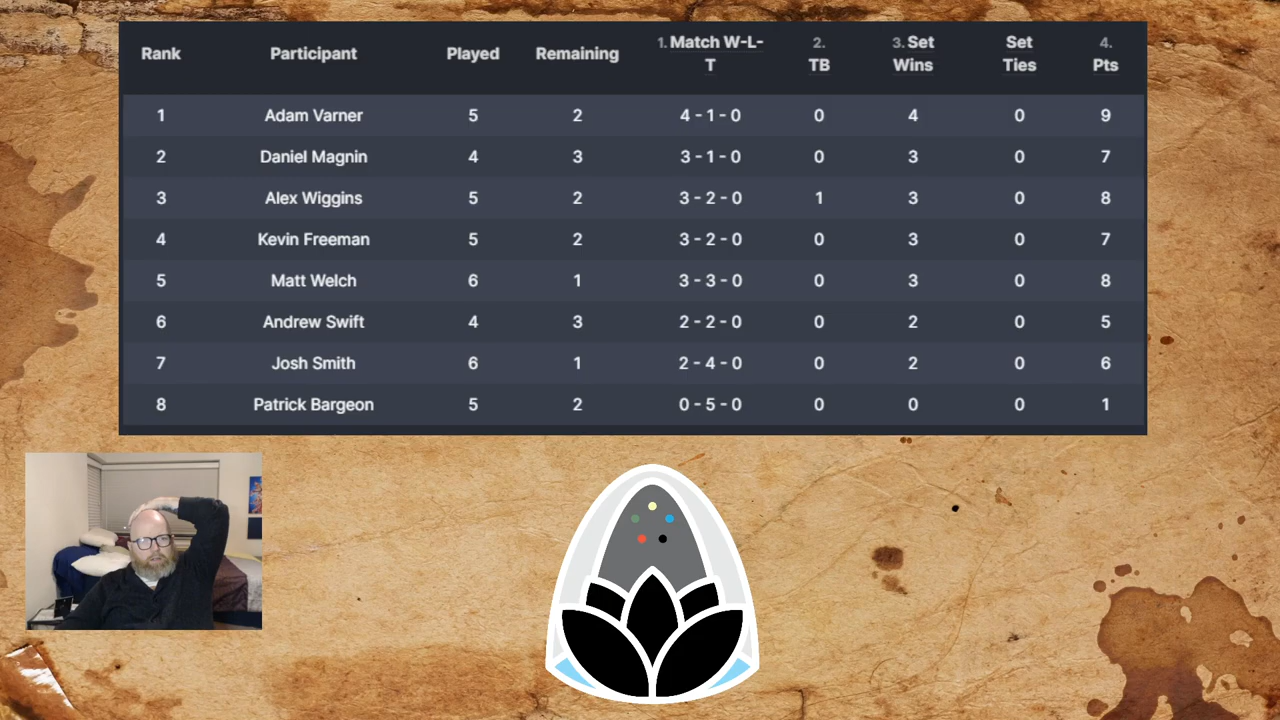 Rank Participant Played Remaining 1. Match W-L-T 2. TB 3. Set Wins Set Ties 4. Pts
1 Adam Varner 5 2 4 - 1 - 0 0 4 0 9
2 Daniel Magnin 4 3 3 - 1 - 0 0 3 0 7
3 Alex Wiggins 5 2 3 - 2 - 0 1 3 0 8
4 Kevin Freeman 5 2 3 - 2 - 0 0 3 0 7
5 Matt Welch 6 1 3 - 3 - 0 0 3 0 8
6 Andrew Swift 4 3 2 - 2 - 0 0 2 0 5
7 Josh Smith 6 1 2 - 4 - 0 0 2 0 6
8 Patrick Bargeon 5 2 0 - 5 - 0 0 0 0 1